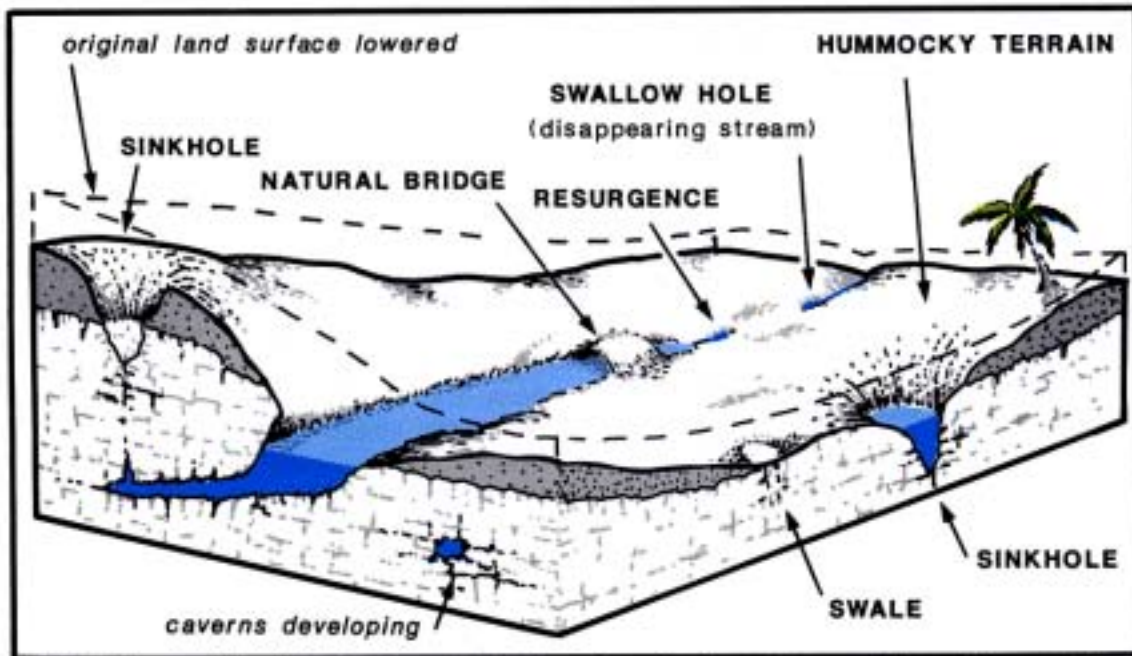 original land surface lowered
HUMMOCKY TERRAIN
SWALLOW HOLE
(disappearing stream)
SINKHOLE
NATURAL BRIDGE
RESURGENCE
SINKHOLE
SWALE
caverns developing